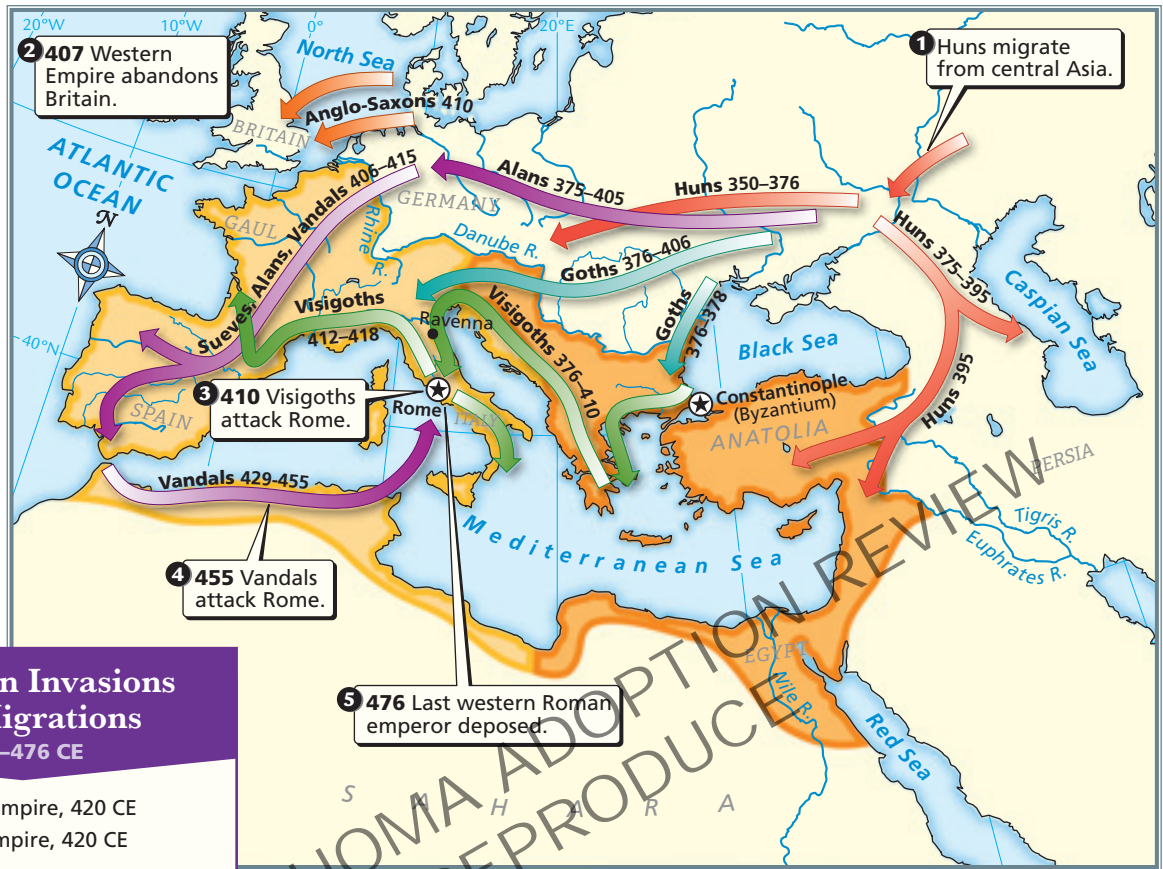 20°W
10°W
0°
20°E
2 407 Western
Empire abandons
Britain.
North Sea
1 Huns migrate
from central Asia.
Anglo-Saxons 410
BRITAIN
ATLANTIC
OCEAN
N
Sueves, Alans, Vandals 406–415
Alans 375–405
Huns 350–376
GERMANY
GAUL
Rhine
R.
Danube R.
Goths 376–406
Huns 375–395
Caspian Sea
Visigoths
412–418
Ravenna
Visigoths 376–410
Goths
376–378
Black Sea
40°N
3 410 Visigoths
attack Rome.
Rome
ITALY
Constantinople
(Byzantium)
ANATOLIA
Huns 395
SPAIN
PERSIA
Vandals 429-455
Mediterranean Sea
Tigris R.
Euphrates R.
4 455 Vandals
attack Rome.
EGYPT
Nile R.
5 476 Last western Roman
emperor deposed.
Red Sea
n Invasions
igrations
–476 CE
mpire, 420 CE
mpire, 420 CE
SAHARA
HOMA ADOPTION REVIEW
REPRODUCE